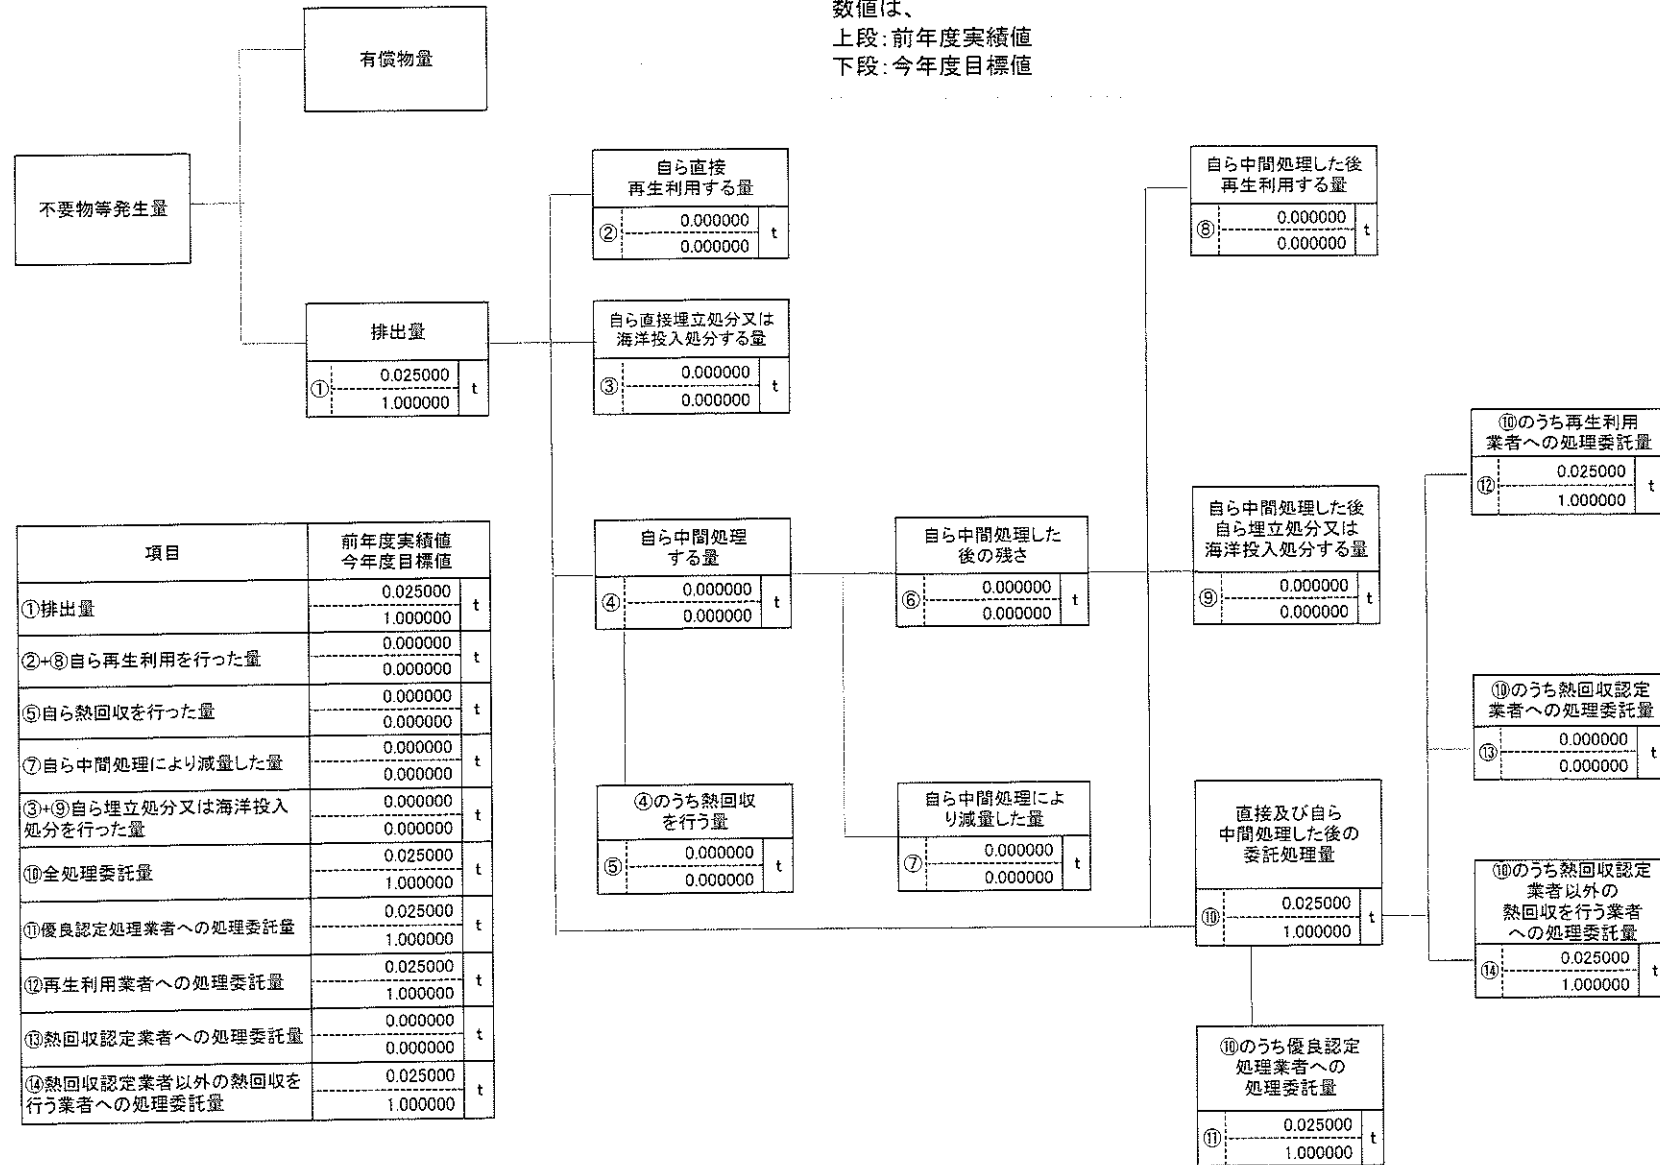 数値は、
上段:前年度実績値
下段:今年度目標値
有償物量
不要物等発生量
排出量
①
0.025000
1.000000
t
自ら直接
再生利用する量
②
0.000000
0.000000
t
自ら直接埋立処分又は
海洋投入処分する量
③
0.000000
0.000000
t
自ら中間処理
する量
④
0.000000
0.000000
t
④のうち熱回収
を行う量
⑤
0.000000
0.000000
t
自ら中間処理した
後の残さ
⑥
0.000000
0.000000
t
自ら中間処理によ
り減量した量
⑦
0.000000
0.000000
t
自ら中間処理した後
再生利用する量
⑧
0.000000
0.000000
t
自ら中間処理した後
自ら埋立処分又は
海洋投入処分する量
⑨
0.000000
0.000000
t
直接及び自ら
中間処理した後の
委託処理量
⑩
0.025000
1.000000
t
⑩のうち優良認定
処理業者への
処理委託量
⑪
0.025000
1.000000
t
⑩のうち再生利用
業者への処理委託量
⑫
0.025000
1.000000
t
⑩のうち熱回収認定
業者への処理委託量
⑬
0.000000
0.000000
t
⑩のうち熱回収認定
業者以外の
熱回収を行う業者
への処理委託量
⑭
0.025000
1.000000
t
項目
前年度実績値
今年度目標値
①排出量
0.025000
1.000000
t
②+⑧自ら再生利用を行った量
0.000000
0.000000
t
⑤自ら熱回収を行った量
0.000000
0.000000
t
⑦自ら中間処理により減量した量
0.000000
0.000000
t
③+⑨自ら埋立処分又は海洋投入
処分を行った量
0.000000
0.000000
t
⑩全処理委託量
0.025000
1.000000
t
⑪優良認定処理業者への処理委託量
0.025000
1.000000
t
⑫再生利用業者への処理委託量
0.025000
1.000000
t
⑬熱回収認定業者への処理委託量
0.000000
0.000000
t
⑭熱回収認定業者以外の熱回収を
行う業者への処理委託量
0.025000
1.000000
t